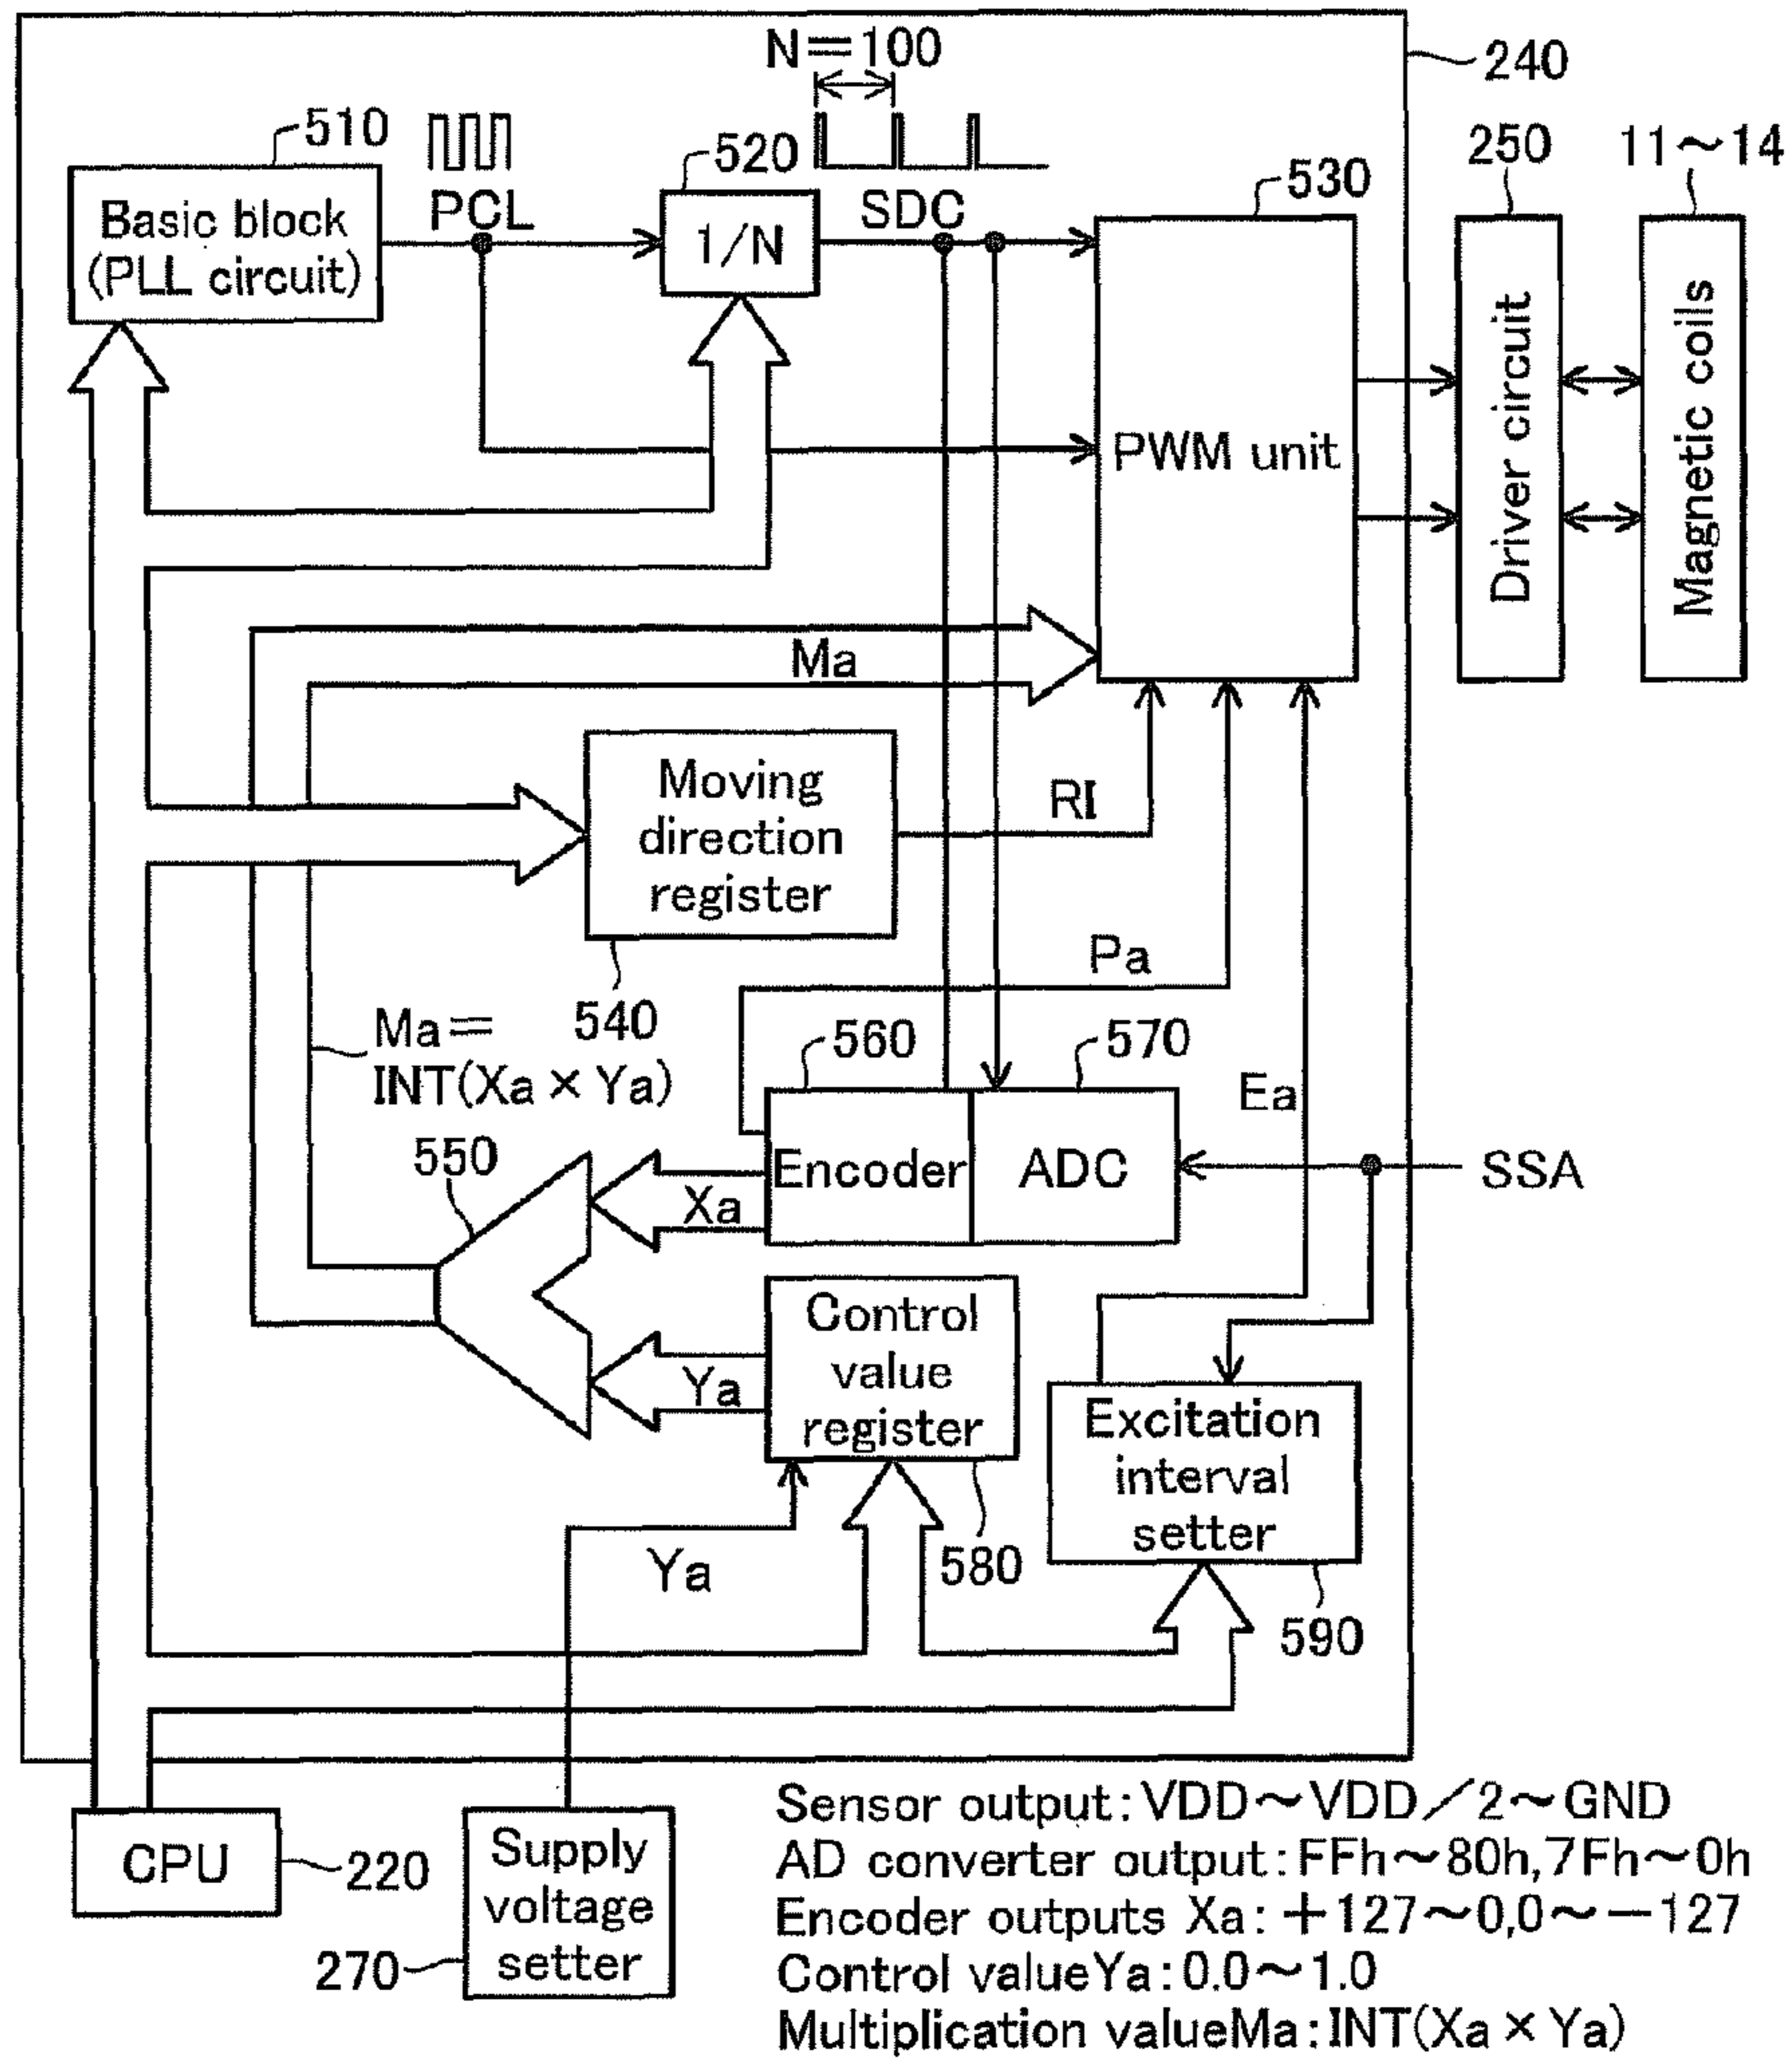 N=100
240
510
520
250
11~14
530
Basic block
(PLL circuit)
PCL
1/N
SDC
PWM unit
Driver circuit
Magnetic coils
Ma
Moving
direction
register
RI
540
Pa
Ma=
INT(Xa × Ya)
560
570
Ea
550
Encoder
ADC
SSA
Xa
Control
value
register
Ya
Excitation
interval
setter
580
Ya
590
CPU
220
Supply
voltage
setter
270
Sensor output:VDD~VDD/2~GND
AD converter output:FFh~80h,7Fh~0h
Encoder outputs Xa:+127~0,0~-127
Control valueYa:0.0~1.0
Multiplication valueMa:INT(Xa × Ya)